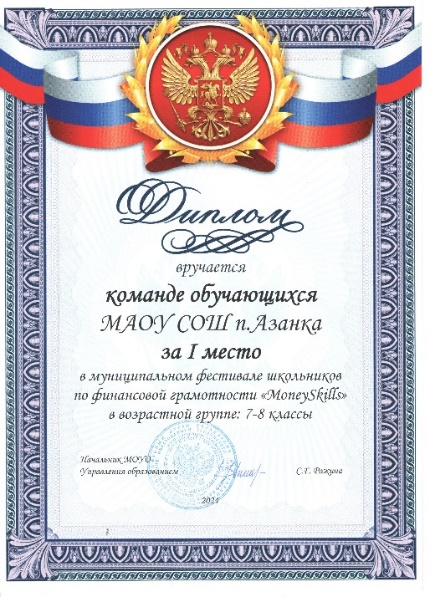 Диплом
вручается
команде обучающихся
МАОУ СОШ п.Азанка
за I место
в муниципальном фестивале школьников
по финансовой грамотности «MoneySkills»
в возрастной группе: 7-8 классы
Начальник МОУО-
Управления образованием
С.Г.
2024